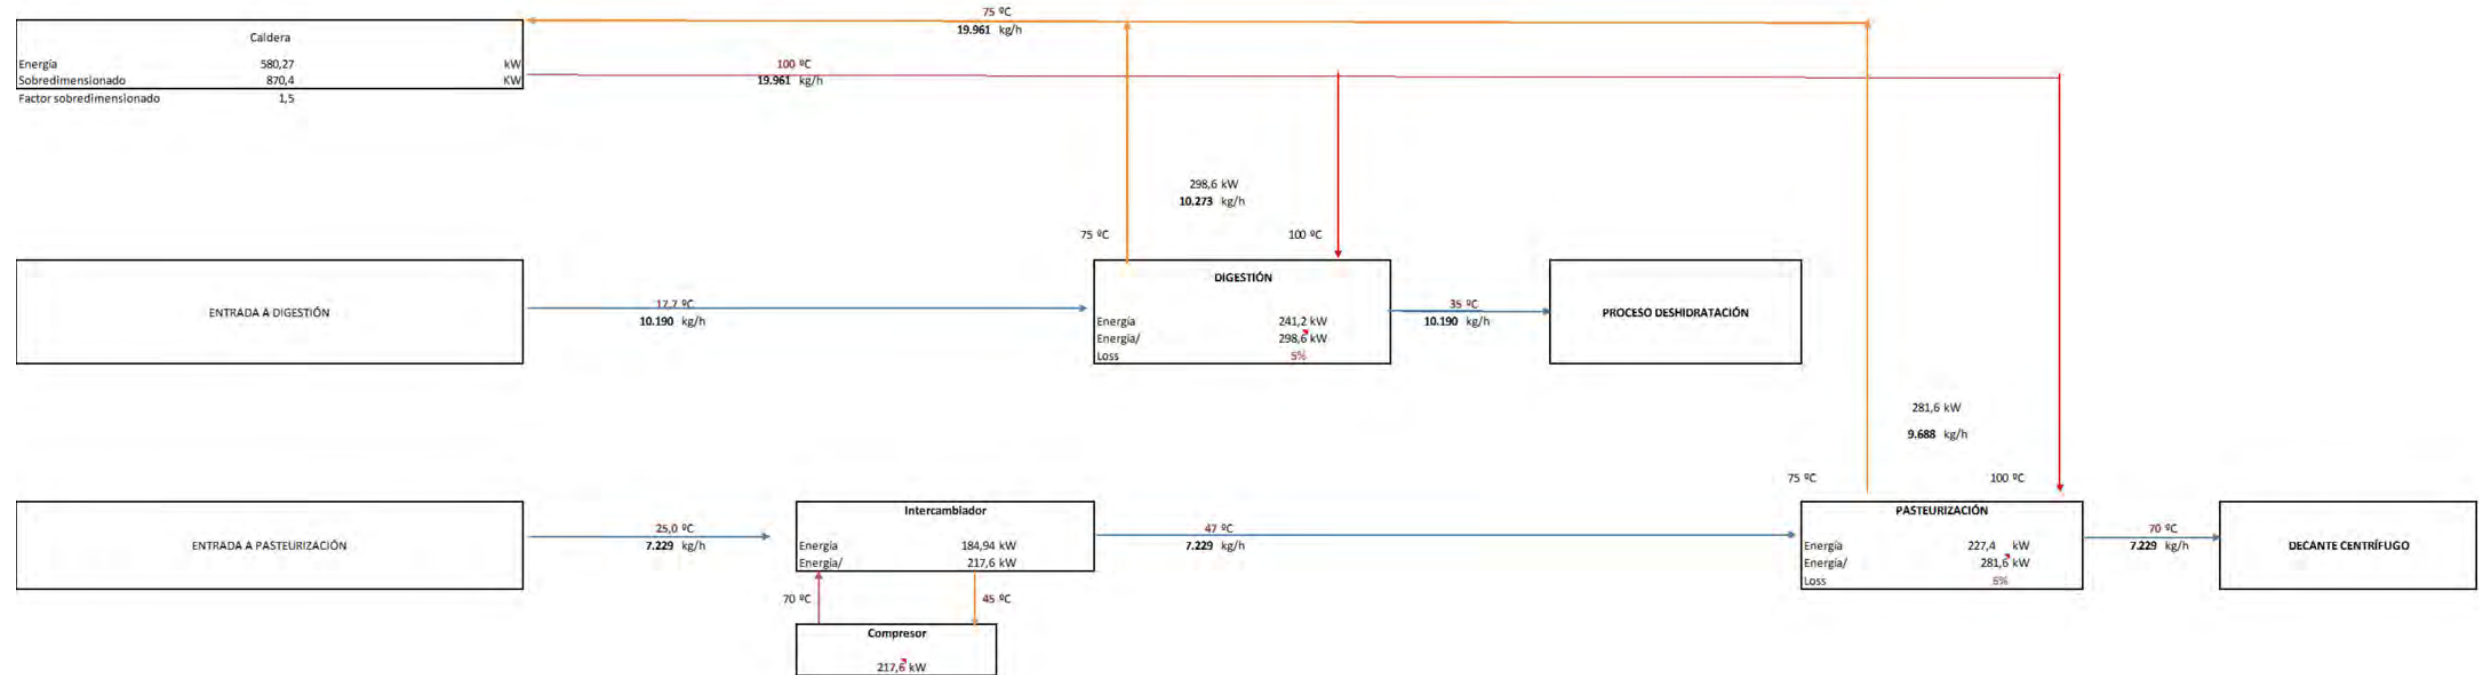 75 ºC
19.961 kg/h
Caldera
Energía 580,27 kW
Sobredimensionado 870,4 KW
Factor sobredimensionado 1,5
100 ºC
19.961 kg/h
298,6 kW
10.273 kg/h
75 ºC
100 ºC
ENTRADA A DIGESTIÓN
17,7 ºC
10.190 kg/h
DIGESTIÓN
Energía 241,2 kW
Energía/ 298,6 kW
Loss 5%
35 ºC
10.190 kg/h
PROCESO DESHIDRATACIÓN
281,6 kW
9.688 kg/h
75 ºC
100 ºC
ENTRADA A PASTEURIZACIÓN
25,0 ºC
7.229 kg/h
Intercambiador
Energía 184,94 kW
Energía/ 217,6 kW
47 ºC
7.229 kg/h
PASTEURIZACIÓN
Energía 227,4 kW
Energía/ 281,6 kW
Loss 5%
70 ºC
7.229 kg/h
DECANTE CENTRÍFUGO
70 ºC
45 ºC
Compresor
217,6 kW